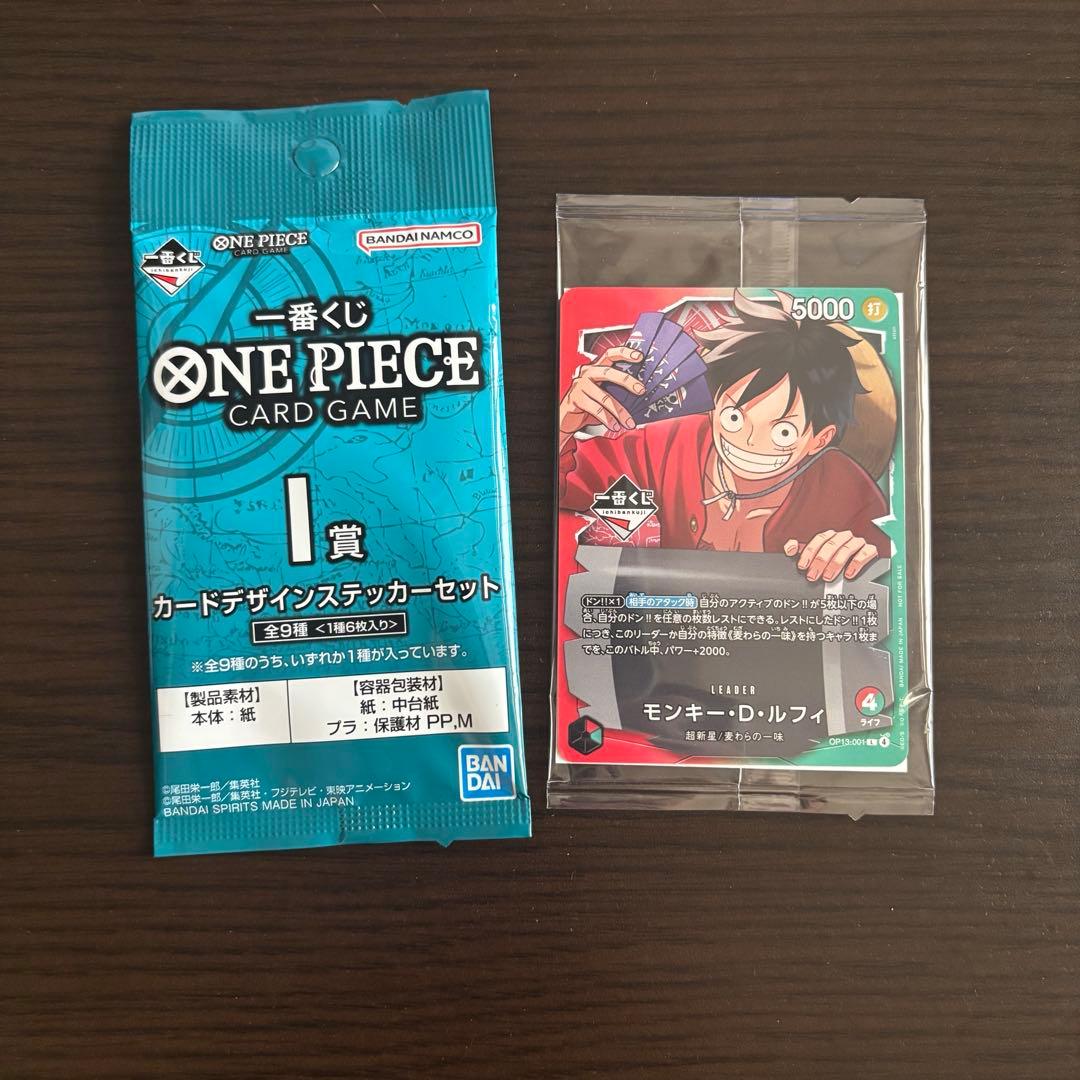 一番くじ
ichibankuji
ONE PIECE
CARD GAME
BANDAI NAMCO
一番くじ
ONE PIECE
CARD GAME
I賞
カードデザインステッカーセット
全9種 <1種6枚入り>
※全9種のうち、いずれか1種が入っています。
【製品素材】
本体：紙
【容器包装材】
紙：中台紙
プラ：保護材 PP,M
©尾田栄一郎／集英社
©尾田栄一郎／集英社・フジテレビ・東映アニメーション
BANDAI SPIRITS MADE IN JAPAN
BAN
DAI
5000 打
一番くじ
ichibankuji
ドン!!×1 相手のアタック時 自分のアクティブのドン!!が5枚以下の場
合、自分のドン!!を任意の枚数レストにできる。レストにしたドン!!1枚
につき、このリーダーか自分の特徴《麦わらの一味》を持つキャラ1枚ま
でを、このバトル中、パワー+2000。
LEADER
モンキー・D・ルフィ
超新星/麦わらの一味
4
ライフ
OP13-001 L
BANDAI MADE IN JAPAN NOT FOR SALE